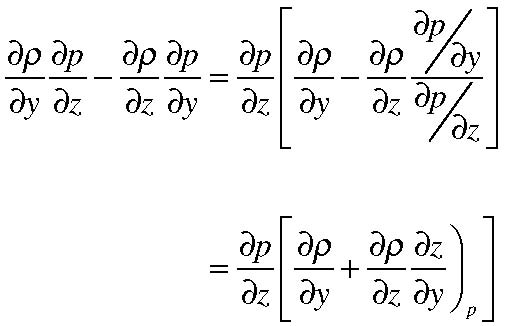 ∂ρ/∂y ∂p/∂z − ∂ρ/∂z ∂p/∂y = ∂p/∂z [ ∂ρ/∂y − ∂ρ/∂z (∂p/∂y)/(∂p/∂z) ]
= ∂p/∂z [ ∂ρ/∂y + ∂ρ/∂z ∂z/∂y )_p ]